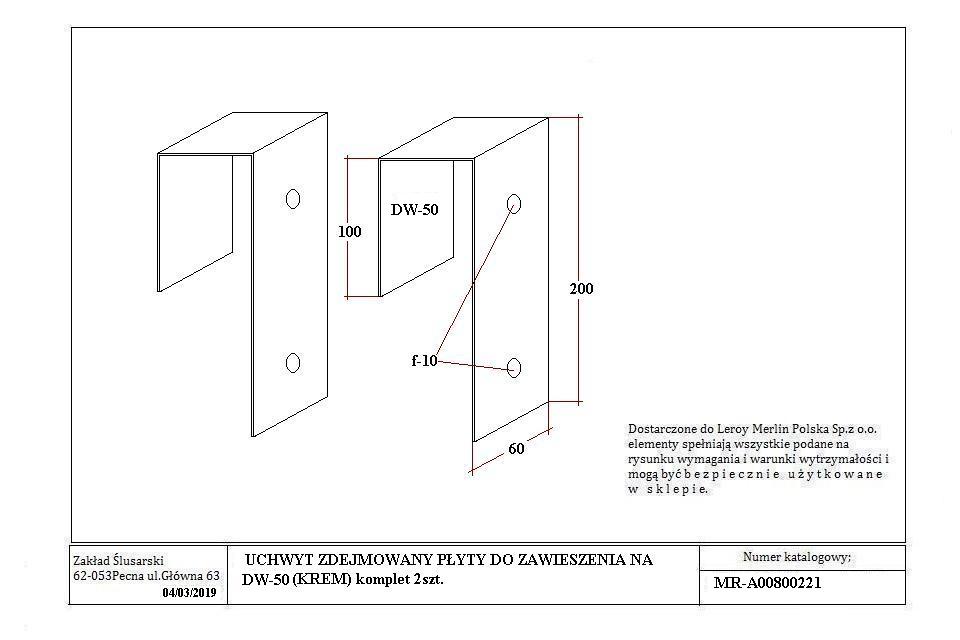 DW-50
100
200
f-10
60
Dostarczone do Leroy Merlin Polska Sp.z o.o.
elementy spełniają wszystkie podane na
rysunku wymagania i warunki wytrzymałości i
mogą być b e z p i e c z n i e u ż y t k o w a n e
w s k l e p i e.
Zakład Ślusarski
62-053Pecna ul.Główna 63
04/03/2019
UCHWYT ZDEJMOWANY PŁYTY DO ZAWIESZENIA NA
DW-50 (KREM) komplet 2szt.
Numer katalogowy;
MR-A00800221